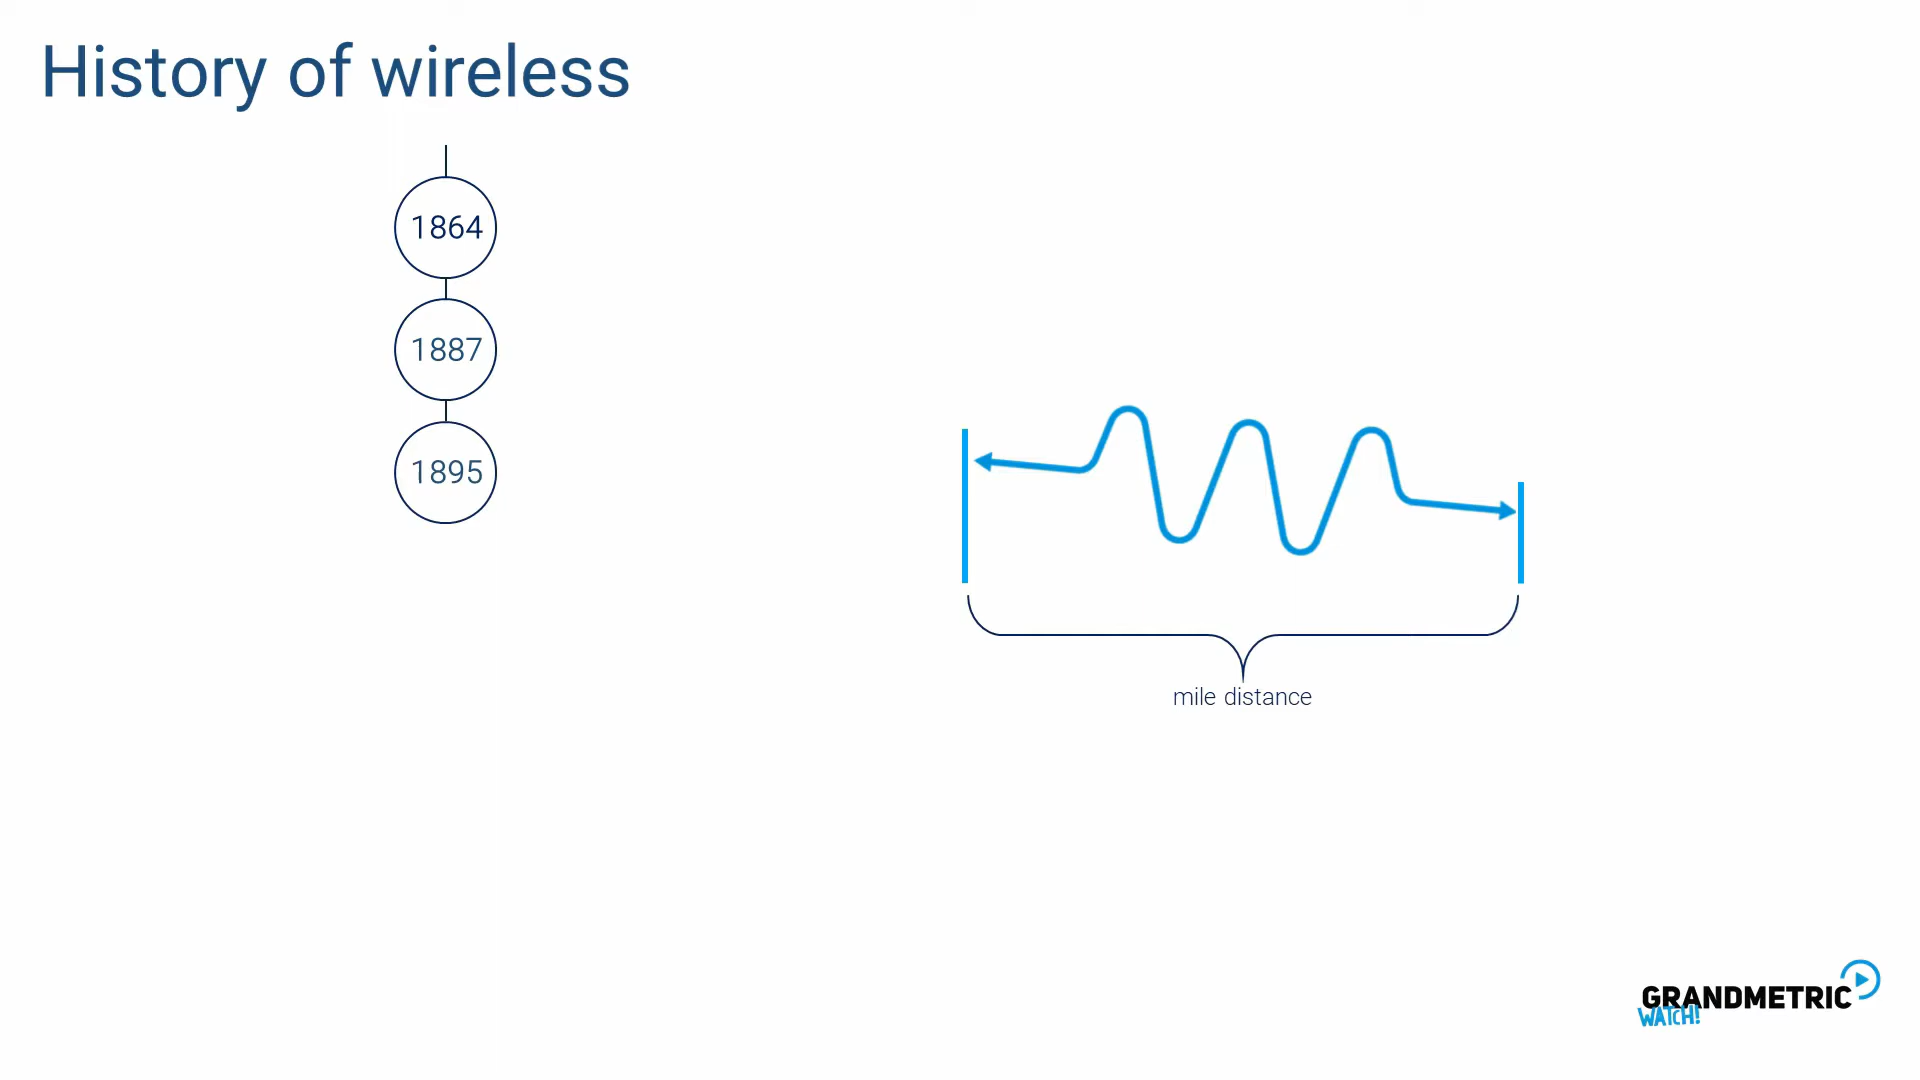 History of wireless
1864
1887
1895
mile distance
GRANDMETRIC
WATCH!